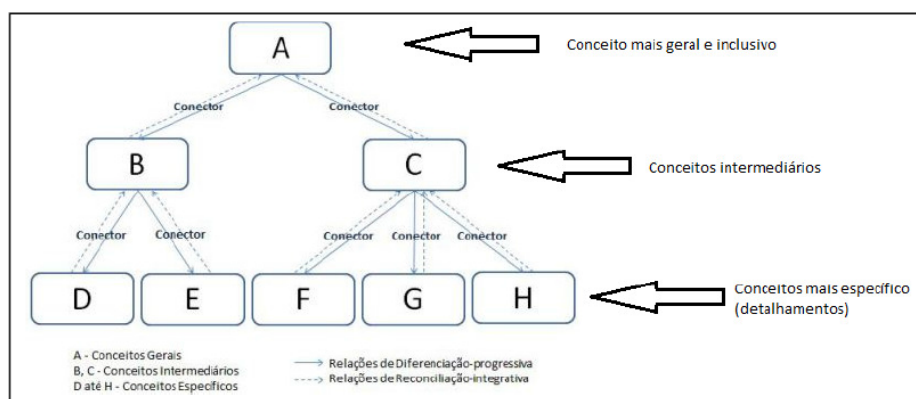 A
Conceito mais geral e inclusivo
Conector
Conector
B
C
Conceitos intermediários
Conector
Conector
Conector
Conector
Conector
D
E
F
G
H
Conceitos mais específico
(detalhamentos)
A - Conceitos Gerais
B, C - Conceitos Intermediários
D até H - Conceitos Específicos
Relações de Diferenciação-progressiva
Relações de Reconciliação-integrativa